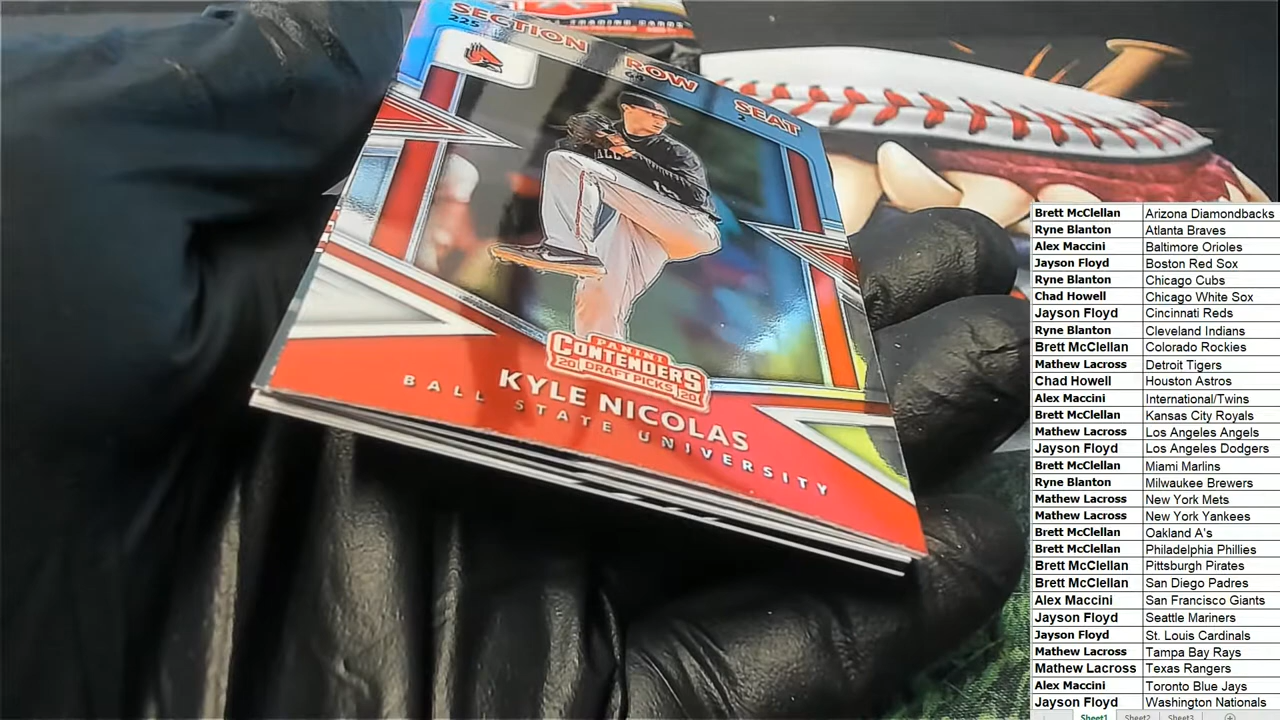 SECTION
225
ROW
SEAT
2
ALL
PANINI
CONTENDERS
20 DRAFT PICKS 20
KYLE NICOLAS
BALL STATE UNIVERSITY
Brett McClellan Arizona Diamondbacks
Ryne Blanton Atlanta Braves
Alex Maccini Baltimore Orioles
Jayson Floyd Boston Red Sox
Ryne Blanton Chicago Cubs
Chad Howell Chicago White Sox
Jayson Floyd Cincinnati Reds
Ryne Blanton Cleveland Indians
Brett McClellan Colorado Rockies
Mathew Lacross Detroit Tigers
Chad Howell Houston Astros
Alex Maccini International/Twins
Brett McClellan Kansas City Royals
Mathew Lacross Los Angeles Angels
Jayson Floyd Los Angeles Dodgers
Brett McClellan Miami Marlins
Ryne Blanton Milwaukee Brewers
Mathew Lacross New York Mets
Mathew Lacross New York Yankees
Brett McClellan Oakland A's
Brett McClellan Philadelphia Phillies
Brett McClellan Pittsburgh Pirates
Brett McClellan San Diego Padres
Alex Maccini San Francisco Giants
Jayson Floyd Seattle Mariners
Jayson Floyd St. Louis Cardinals
Mathew Lacross Tampa Bay Rays
Mathew Lacross Texas Rangers
Alex Maccini Toronto Blue Jays
Jayson Floyd Washington Nationals
Sheet1 Sheet2 Sheet3